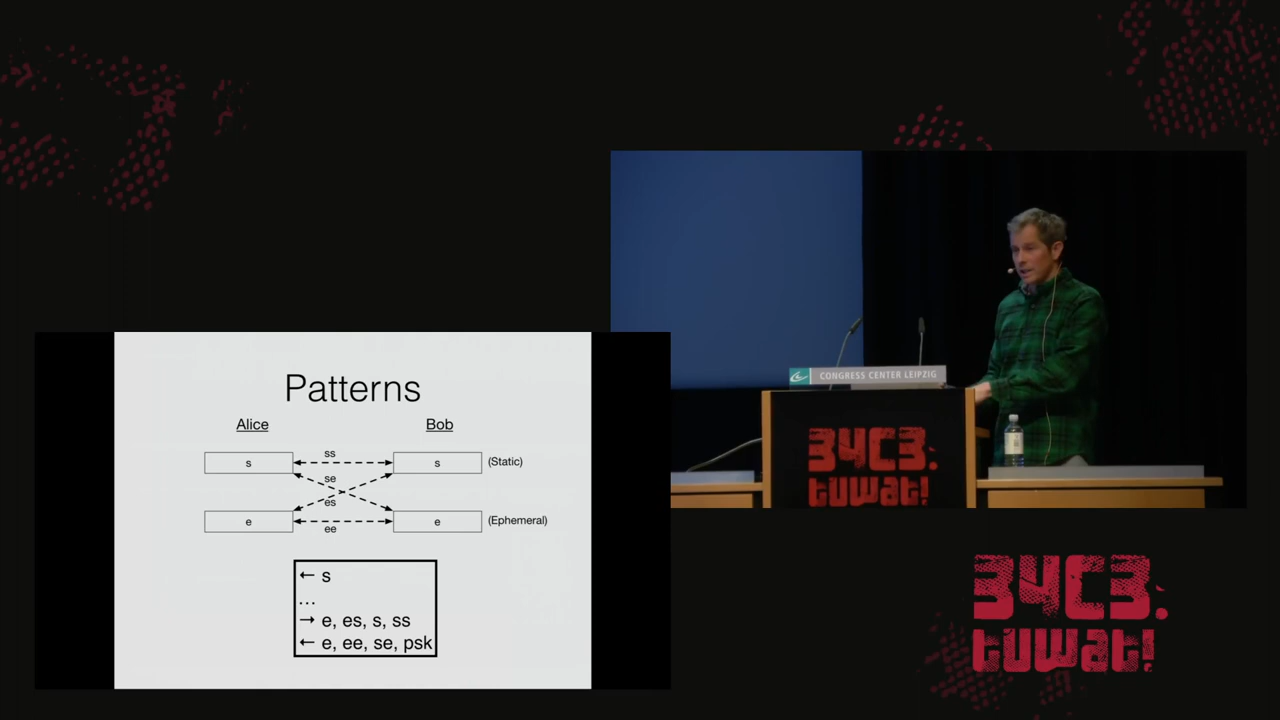 Patterns
Alice Bob
s ss s (Static)
se
es
e ee e (Ephemeral)
← s
...
→ e, es, s, ss
← e, ee, se, psk
CONGRESS CENTER LEIPZIG
34C3.
tuwat!
34C3.
tuwat!